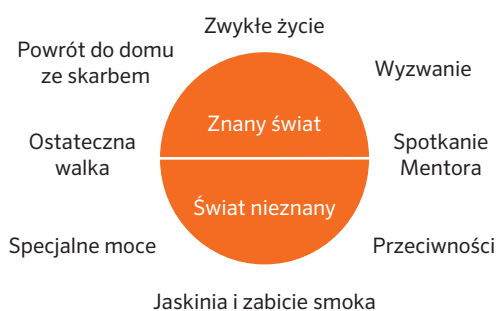 Zwykłe życie
Powrót do domu
ze skarbem
Wyzwanie
Znany świat
Ostateczna
walka
Spotkanie
Mentora
Świat nieznany
Specjalne moce
Przeciwności
Jaskinia i zabicie smoka